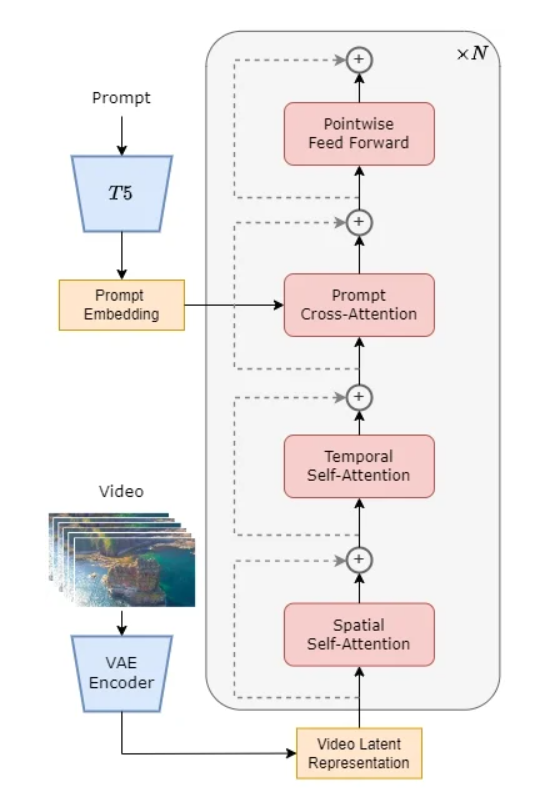 ×N
Prompt
T5
Prompt
Embedding
Pointwise
Feed Forward
Prompt
Cross-Attention
Temporal
Self-Attention
Video
Spatial
Self-Attention
VAE
Encoder
Video Latent
Representation